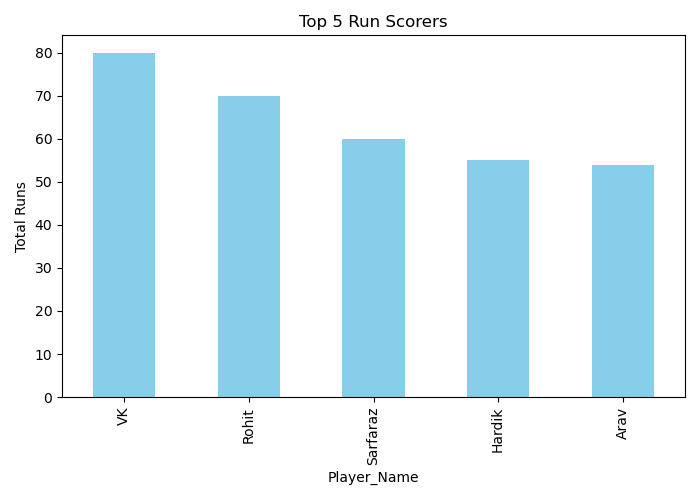 Top 5 Run Scorers
Total Runs
80
70
60
50
40
30
20
10
0
VK
Rohit
Sarfaraz
Hardik
Arav
Player_Name